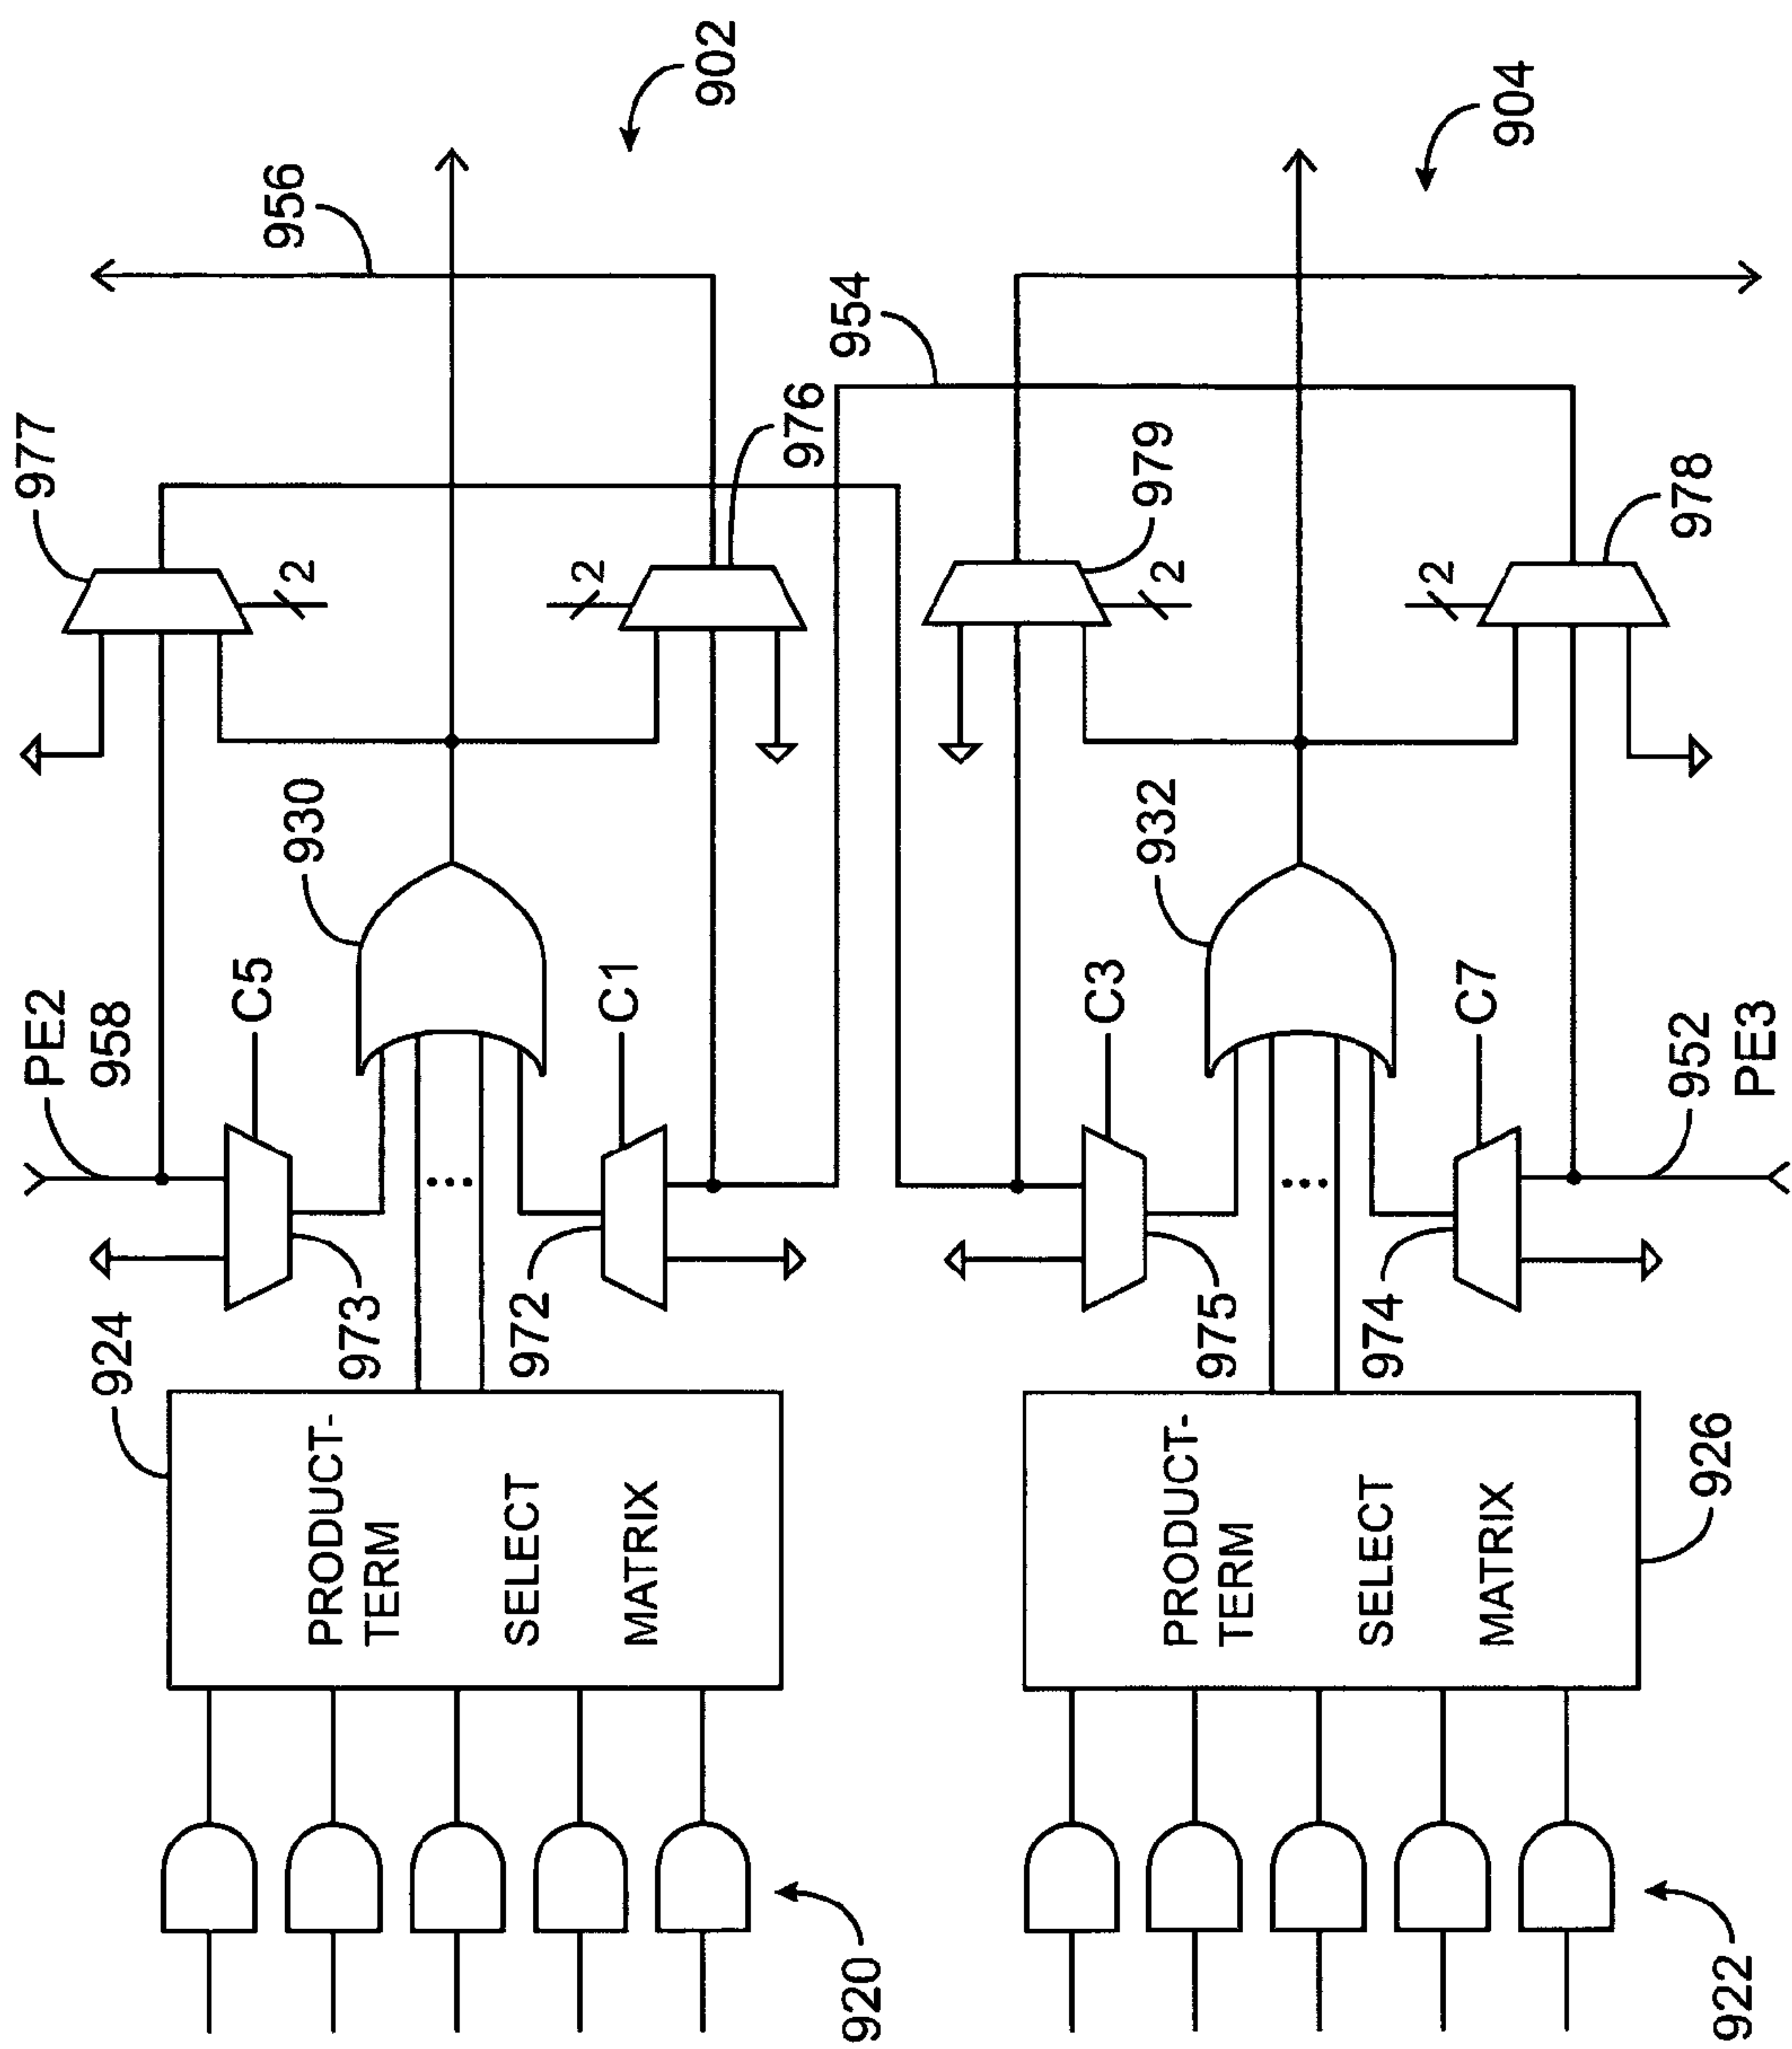 902
904
956
954
977
976
979
978
2
2
2
2
930
932
PE2
958
C5
C1
C3
C7
952
PE3
924
973
972
975
974
PRODUCT-
TERM
SELECT
MATRIX
PRODUCT-
TERM
SELECT
MATRIX
926
920
922